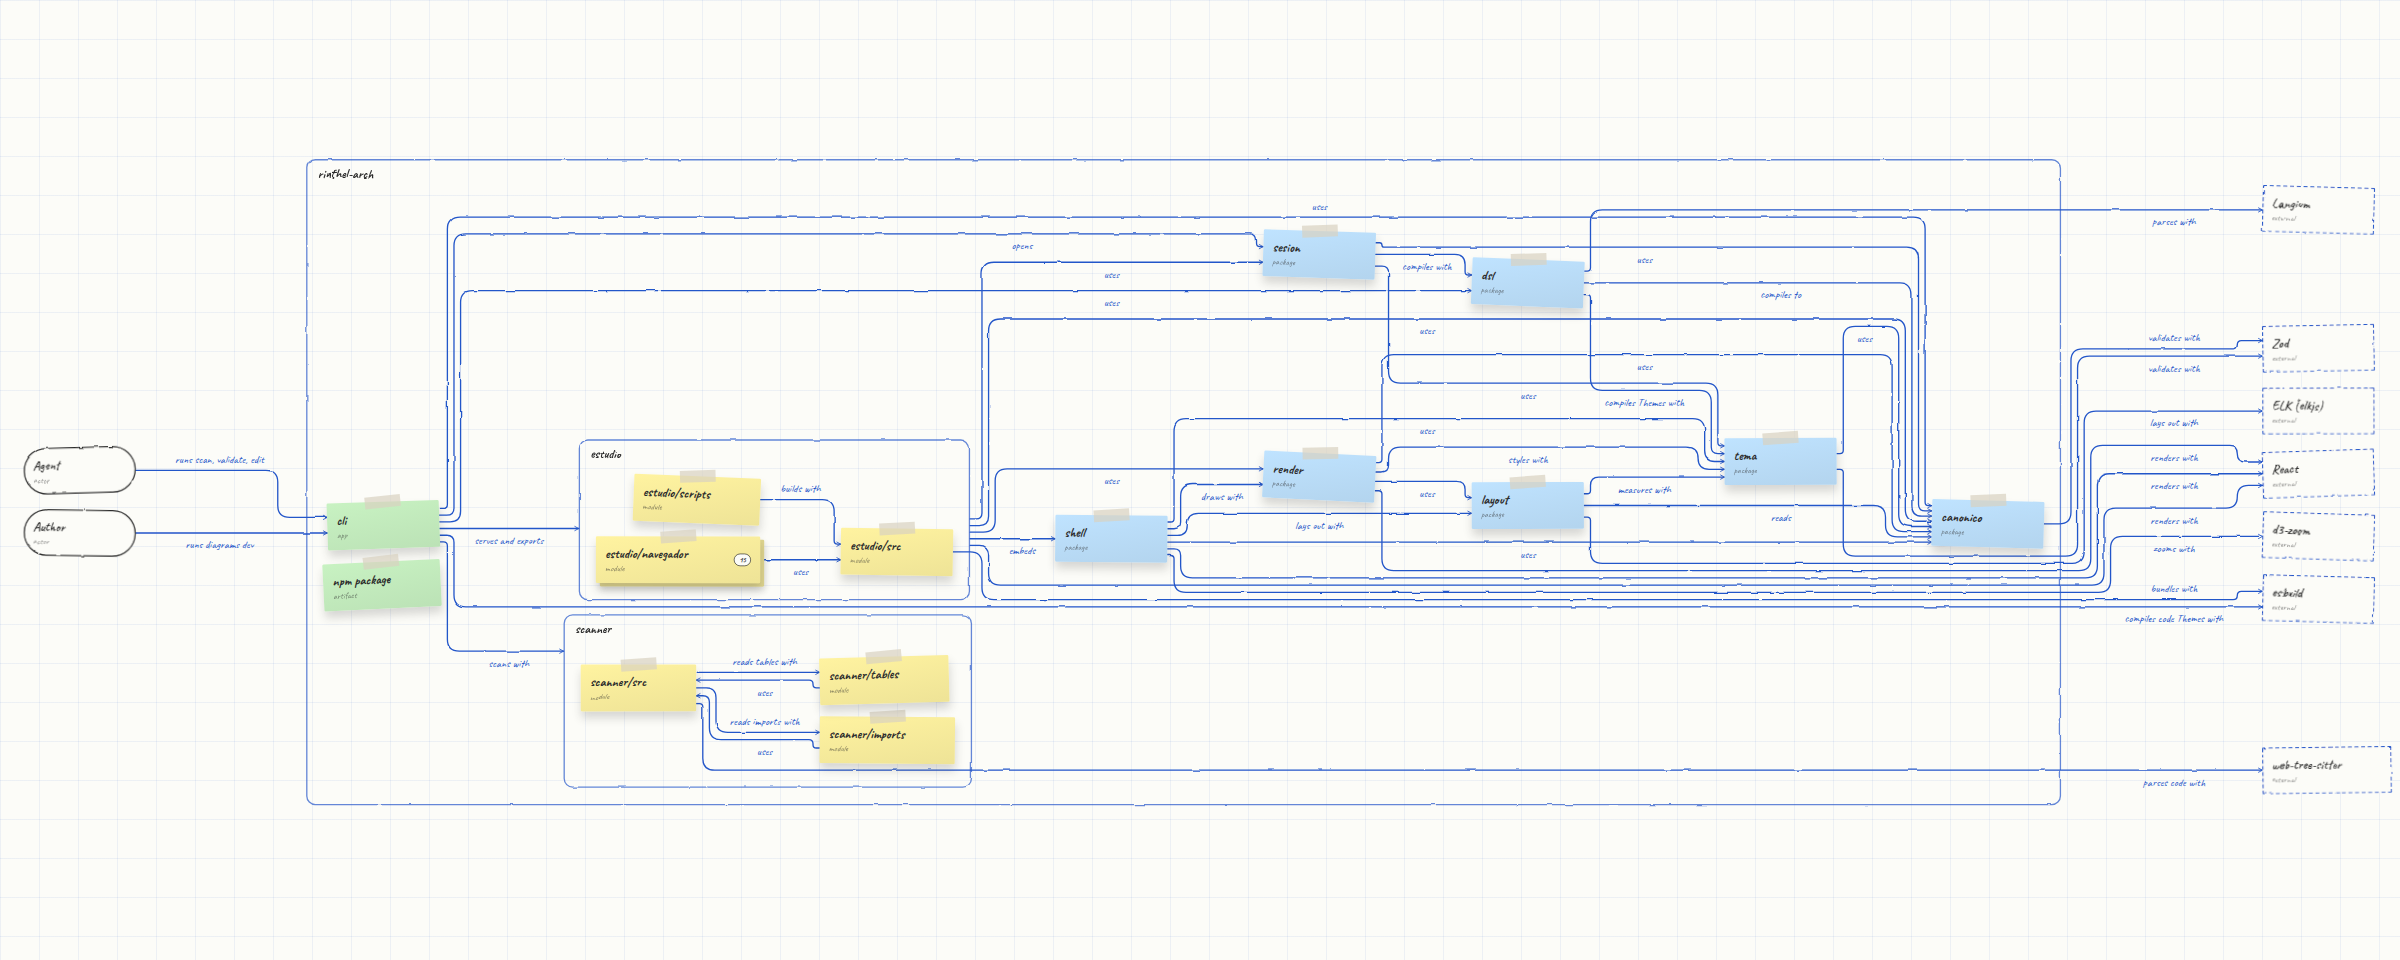 rinthel-arch
uses
Langium
external
parses with
opens
sesion
package
compiles with
dsl
package
uses
compiles to
uses
uses
uses
uses
validates with
Zod
external
validates with
uses
uses
compiles Themes with
ELK (elkjs)
external
lays out with
uses
Agent
actor
runs scan, validate, edit
estudio
estudio/scripts
module
builds with
uses
render
package
draws with
styles with
uses
layout
package
measures with
tema
package
renders with
React
external
renders with
Author
actor
runs diagrams dev
cli
app
serves and exports
estudio/navegador
module
11
uses
estudio/src
module
embeds
shell
package
lays out with
reads
uses
canonico
package
renders with
d3-zoom
external
zooms with
npm package
artifact
bundles with
esbuild
external
compiles code Themes with
scanner
scans with
scanner/src
module
reads tables with
uses
scanner/tables
module
reads imports with
uses
scanner/imports
module
web-tree-sitter
external
parses code with